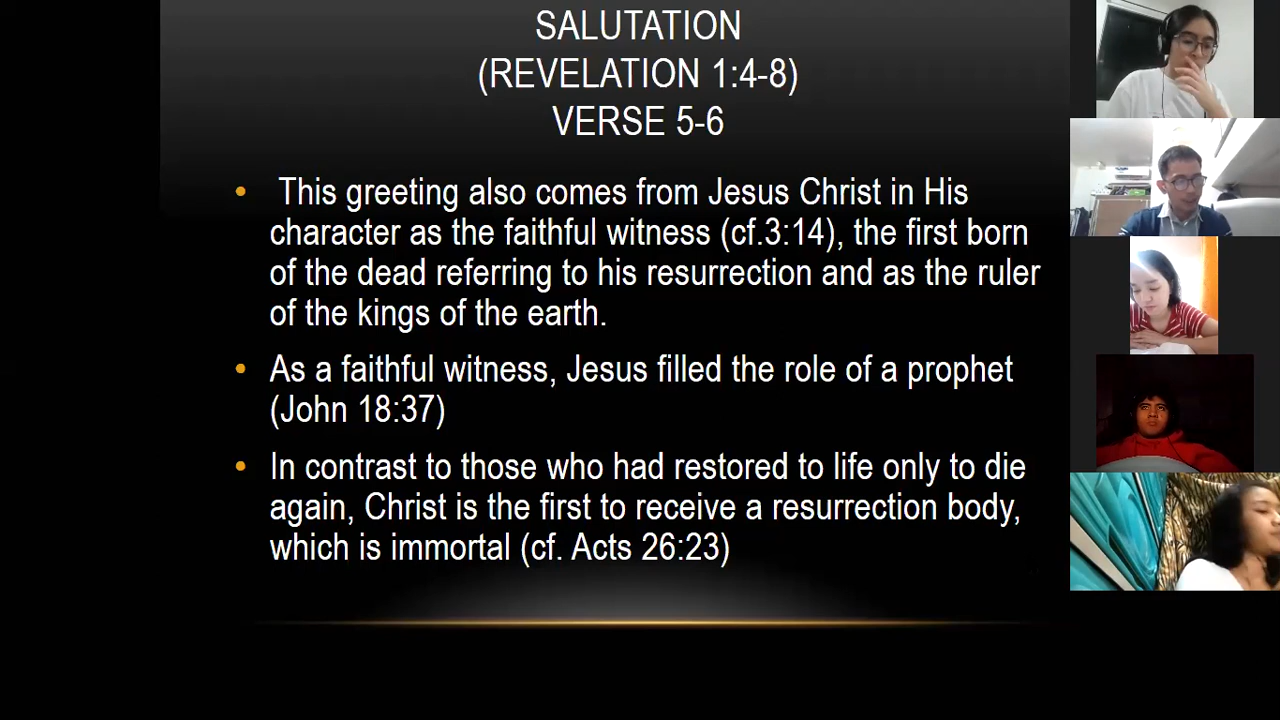 SALUTATION
(REVELATION 1:4-8)
VERSE 5-6
• This greeting also comes from Jesus Christ in His
character as the faithful witness (cf.3:14), the first born
of the dead referring to his resurrection and as the ruler
of the kings of the earth.
• As a faithful witness, Jesus filled the role of a prophet
(John 18:37)
• In contrast to those who had restored to life only to die
again, Christ is the first to receive a resurrection body,
which is immortal (cf. Acts 26:23)